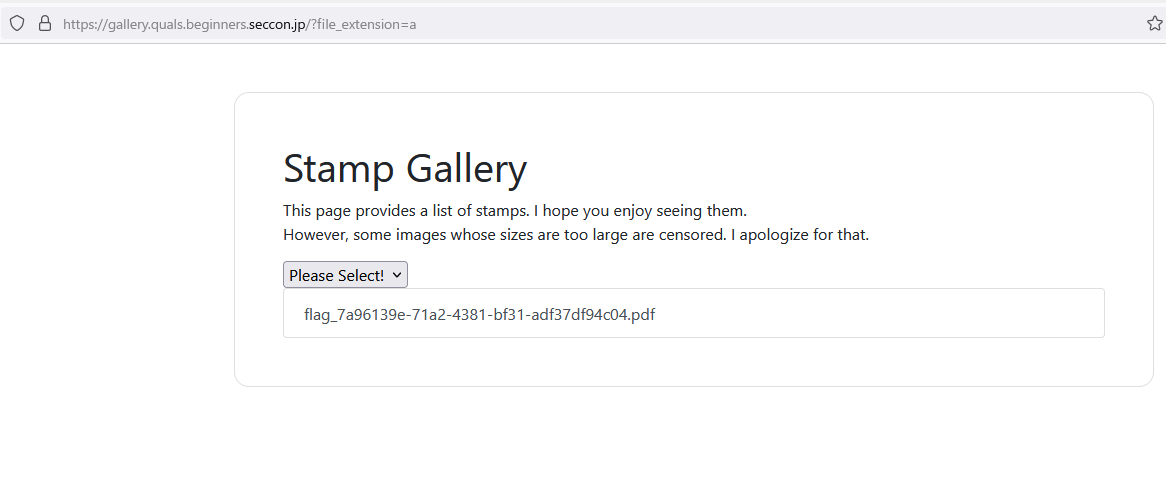 https://gallery.quals.beginners.seccon.jp/?file_extension=a
Stamp Gallery
This page provides a list of stamps. I hope you enjoy seeing them.
However, some images whose sizes are too large are censored. I apologize for that.
Please Select!
flag_7a96139e-71a2-4381-bf31-adf37df94c04.pdf